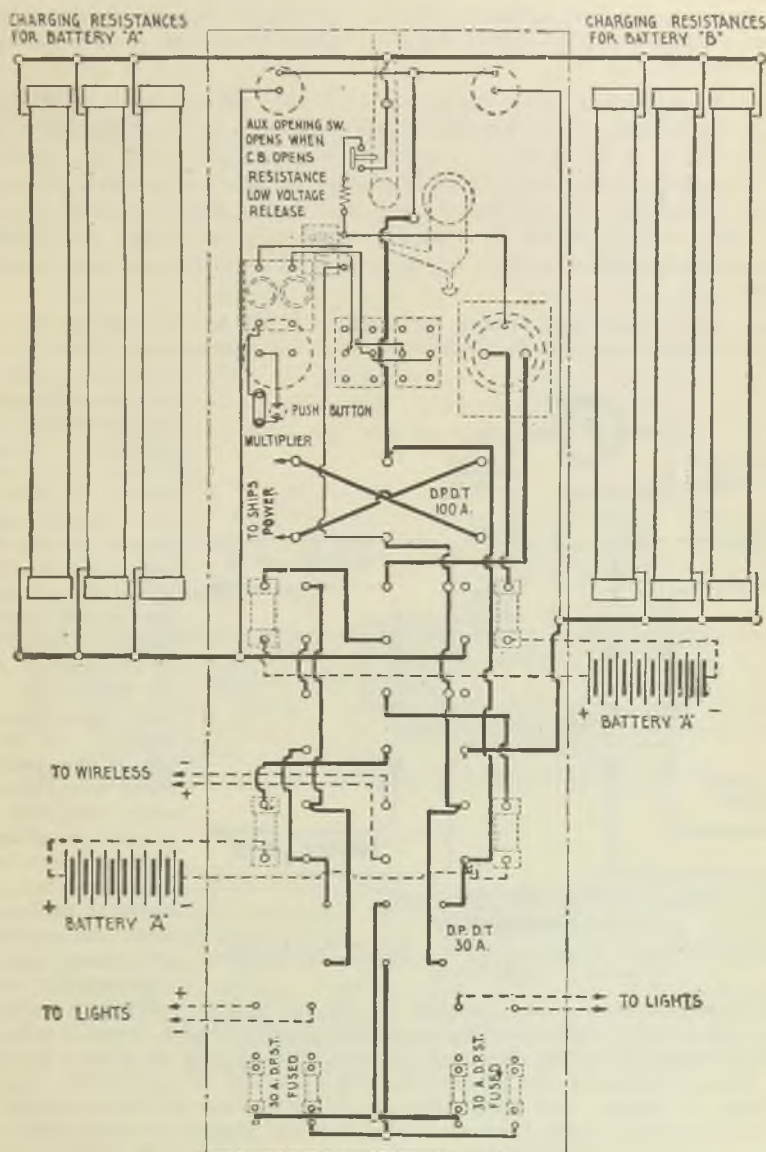 CHARGING RESISTANCES
FOR BATTERY "A"
CHARGING RESISTANCES
FOR BATTERY "B"
AUX. OPENING SW.
OPENS WHEN
C.B. OPENS
RESISTANCE
LOW VOLTAGE
RELEASE
PUSH BUTTON
MULTIPLIER
TO SHIPS
POWER
D.P.D.T
100 A.
+ -
BATTERY "A"
TO WIRELESS
-
+
+ -
BATTERY "A"
D.P.D.T
30 A.
TO LIGHTS
+
-
TO LIGHTS
30 A. D.P.S.T.
FUSED
30 A. D.P.S.T.
FUSED